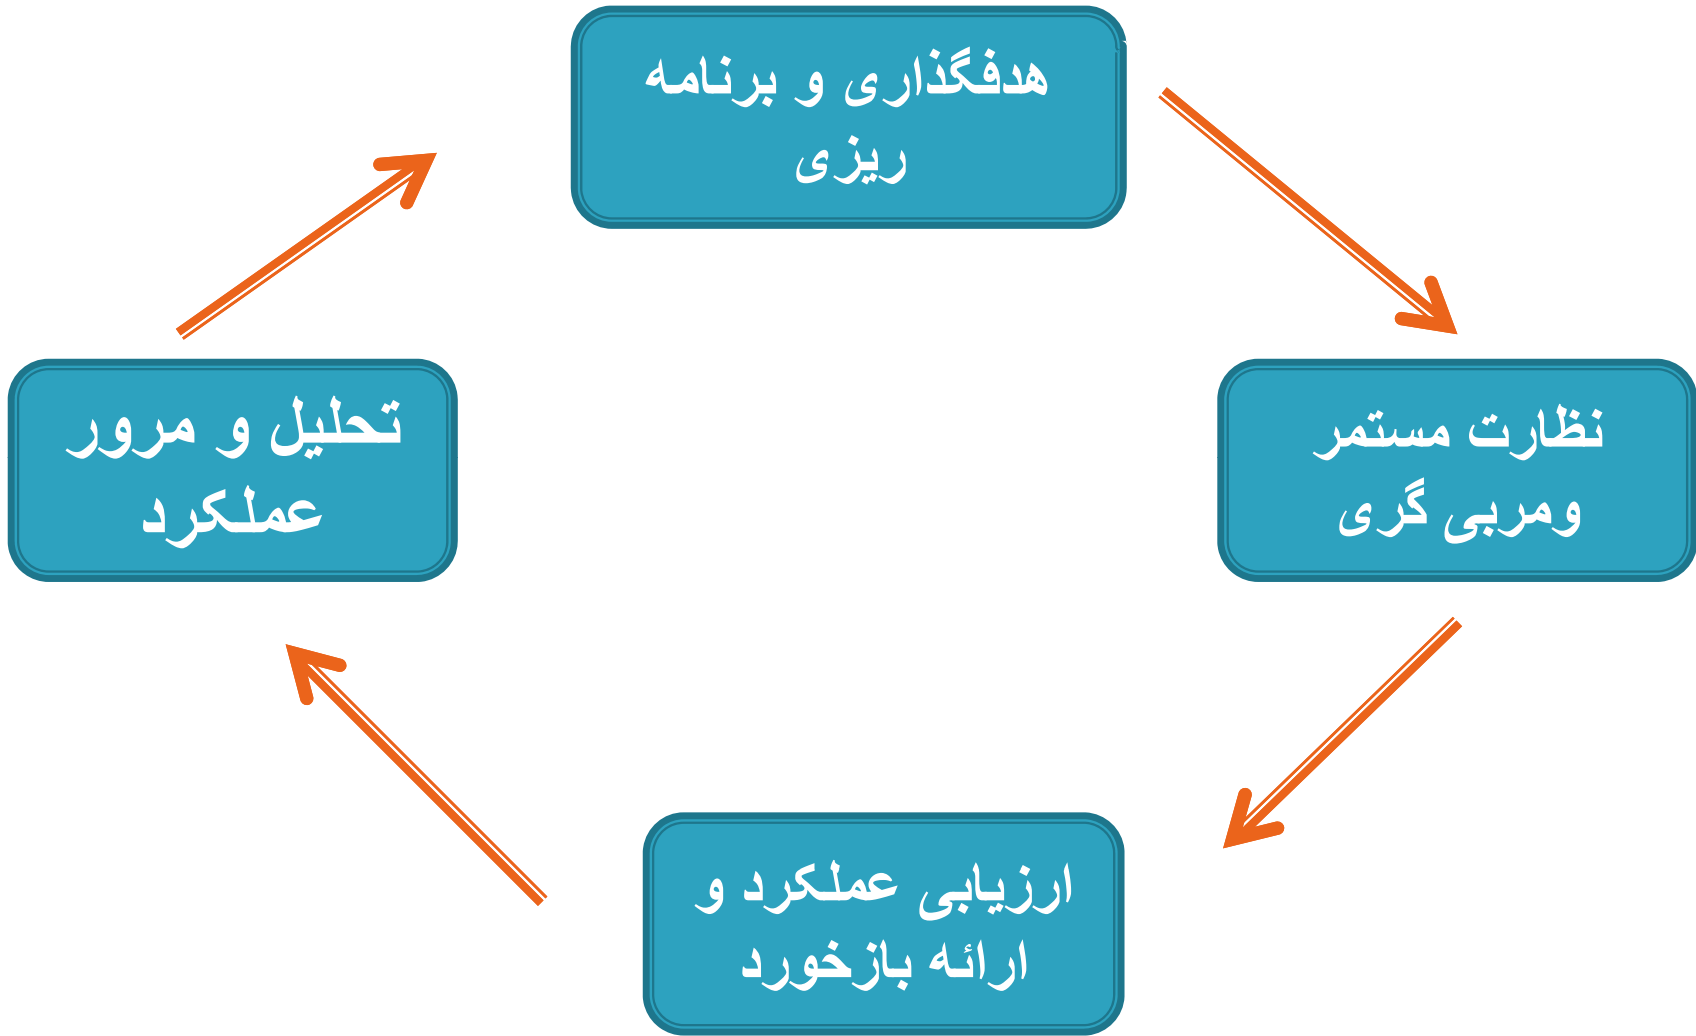 هدفگذاری و برنامه
ریزی
نظارت مستمر
ومربی گری
ارزیابی عملکرد و
ارائه بازخورد
تحلیل و مرور
عملکرد